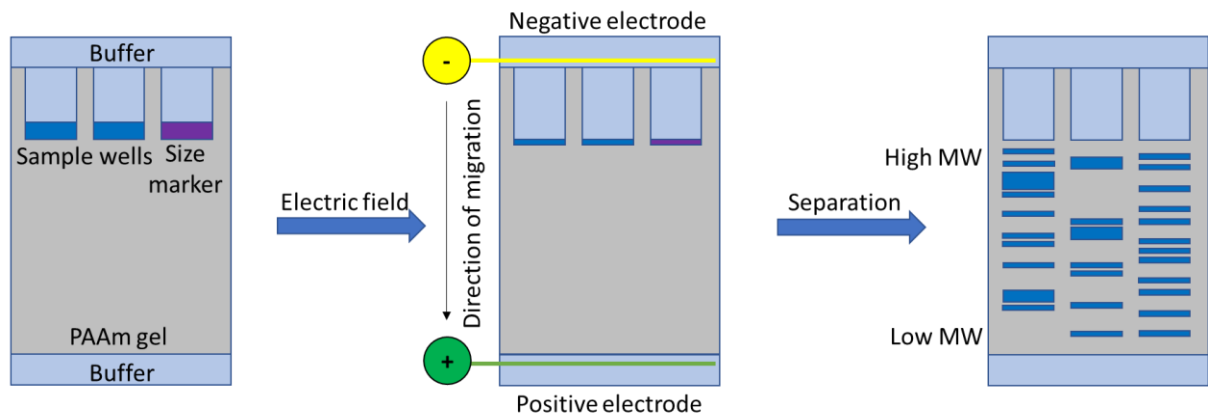 Buffer
Sample wells
Size
marker
PAAm gel
Buffer
Electric field
Negative electrode
-
Direction of migration
+
Positive electrode
Separation
High MW
Low MW